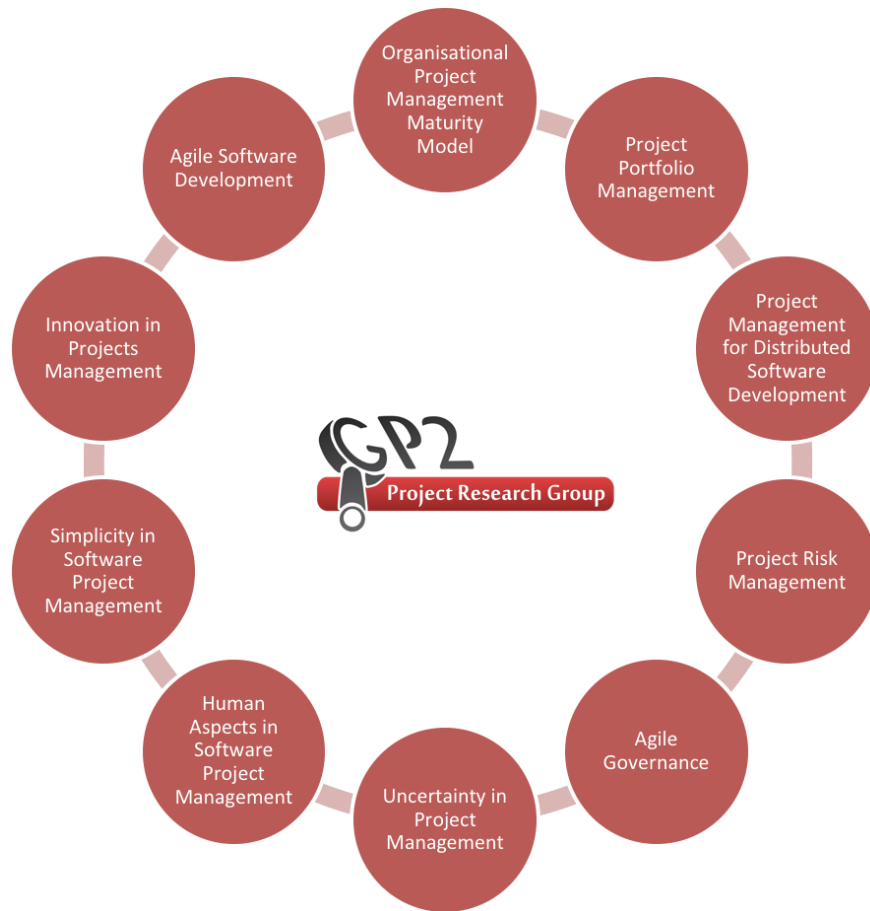 Organisational
Project
Management
Maturity
Model
Project
Portfolio
Management
Project
Management
for Distributed
Software
Development
Project Risk
Management
Agile
Governance
Uncertainty in
Project
Management
Human
Aspects in
Software
Project
Management
Simplicity in
Software
Project
Management
Innovation in
Projects
Management
Agile Software
Development
GP2
Project Research Group